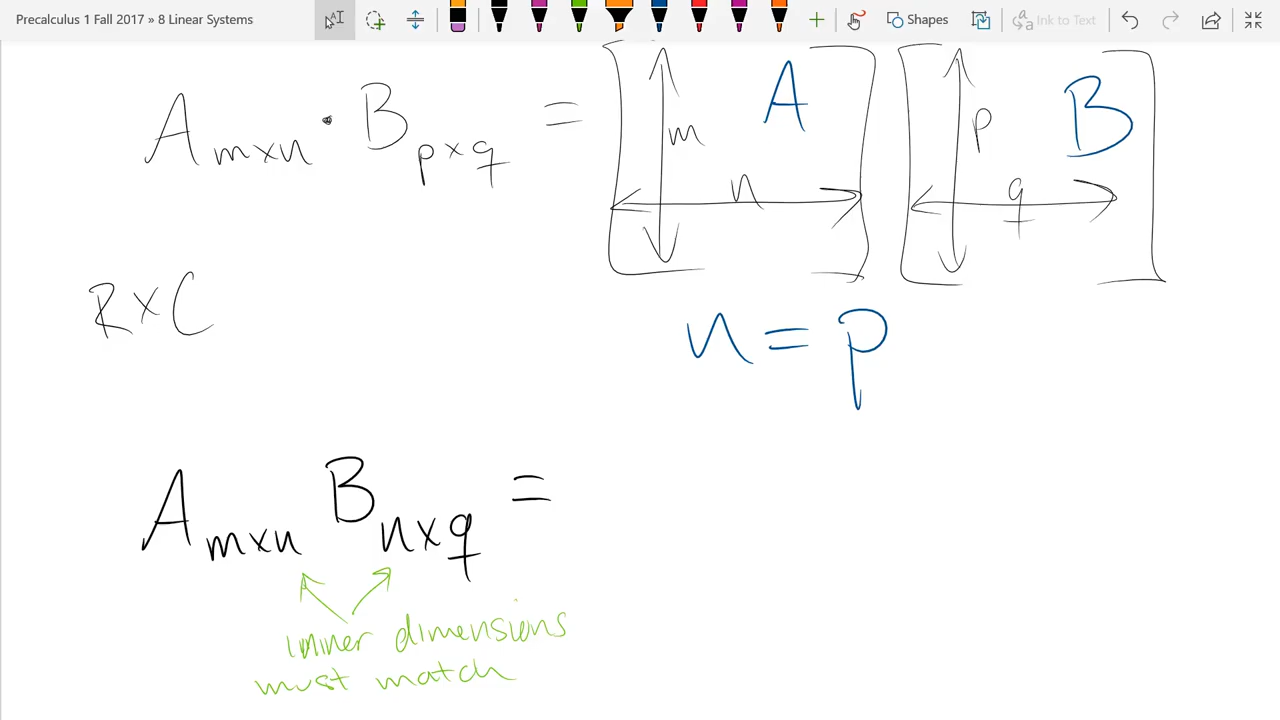 Precalculus 1 Fall 2017 » 8 Linear Systems
Shapes
Ink to Text
A m×n · B p×q = [ m n A ] [ p q B ]
R×C
n = p
A m×n B n×q =
inner dimensions
must match